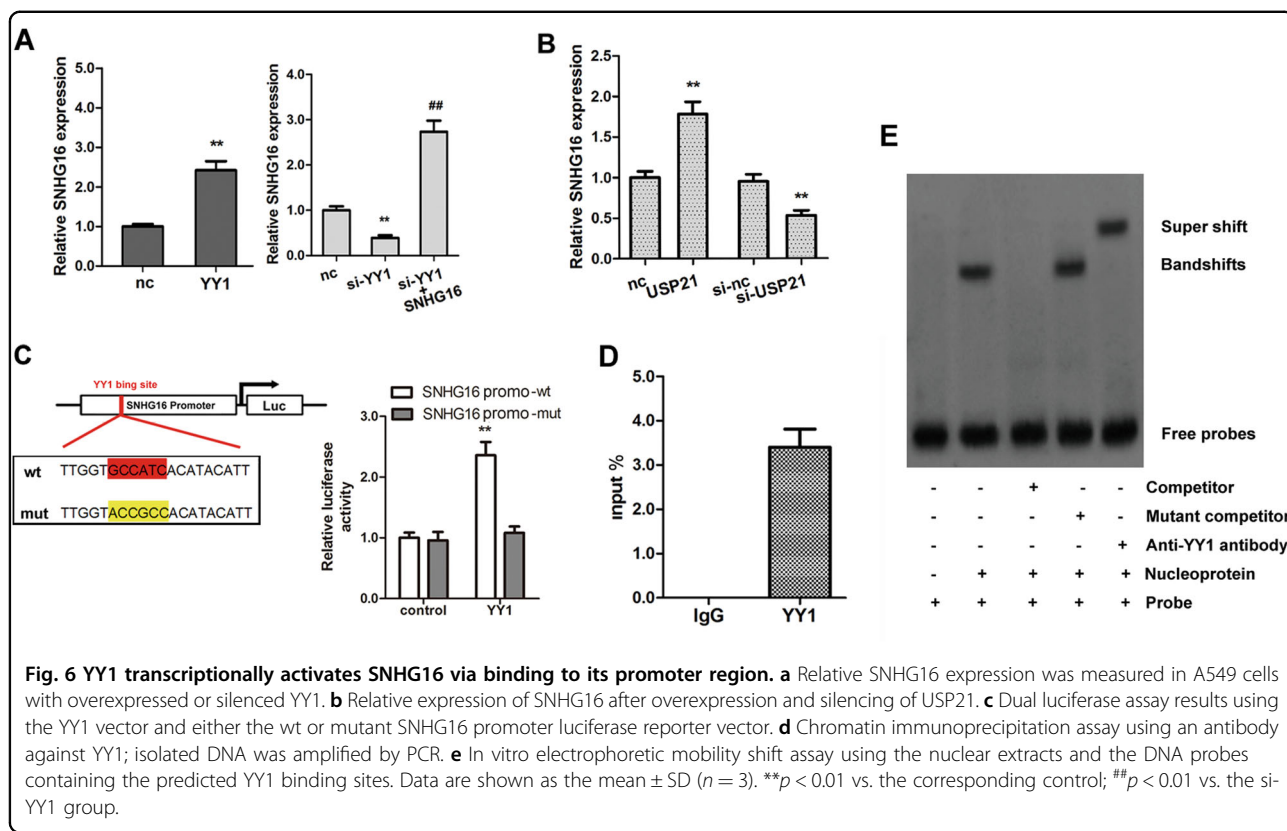 A
Relative SNHG16 expression
4.0
3.0
2.0
1.0
0.0
**
nc
YY1
Relative SNHG16 expression
4.0
3.0
2.0
1.0
0.0
**
##
nc
si-YY1
si-YY1
+
SNHG16
B
Relative SNHG16 expression
2.5
2.0
1.5
1.0
0.5
0.0
**
**
nc
USP21
si-nc
si-USP21
C
YY1 bing site
SNHG16 Promoter
Luc
wt TTGGTGCCATCACATACATT
mut TTGGTACCGCCACATACATT
SNHG16 promo-wt
SNHG16 promo-mut
Relative luciferase
activity
3.0
2.0
1.0
0.0
**
control
YY1
D
input %
5.0
4.0
3.0
2.0
1.0
0.0
IgG
YY1
E
Super shift
Bandshifts
Free probes
- - + - - Competitor
- - - + - Mutant competitor
- - - - + Anti-YY1 antibody
- + + + + Nucleoprotein
+ + + + + Probe
Fig. 6 YY1 transcriptionally activates SNHG16 via binding to its promoter region. a Relative SNHG16 expression was measured in A549 cells
with overexpressed or silenced YY1. b Relative expression of SNHG16 after overexpression and silencing of USP21. c Dual luciferase assay results using
the YY1 vector and either the wt or mutant SNHG16 promoter luciferase reporter vector. d Chromatin immunoprecipitation assay using an antibody
against YY1; isolated DNA was amplified by PCR. e In vitro electrophoretic mobility shift assay using the nuclear extracts and the DNA probes
containing the predicted YY1 binding sites. Data are shown as the mean ± SD (n = 3). **p < 0.01 vs. the corresponding control; ##p < 0.01 vs. the si-
YY1 group.